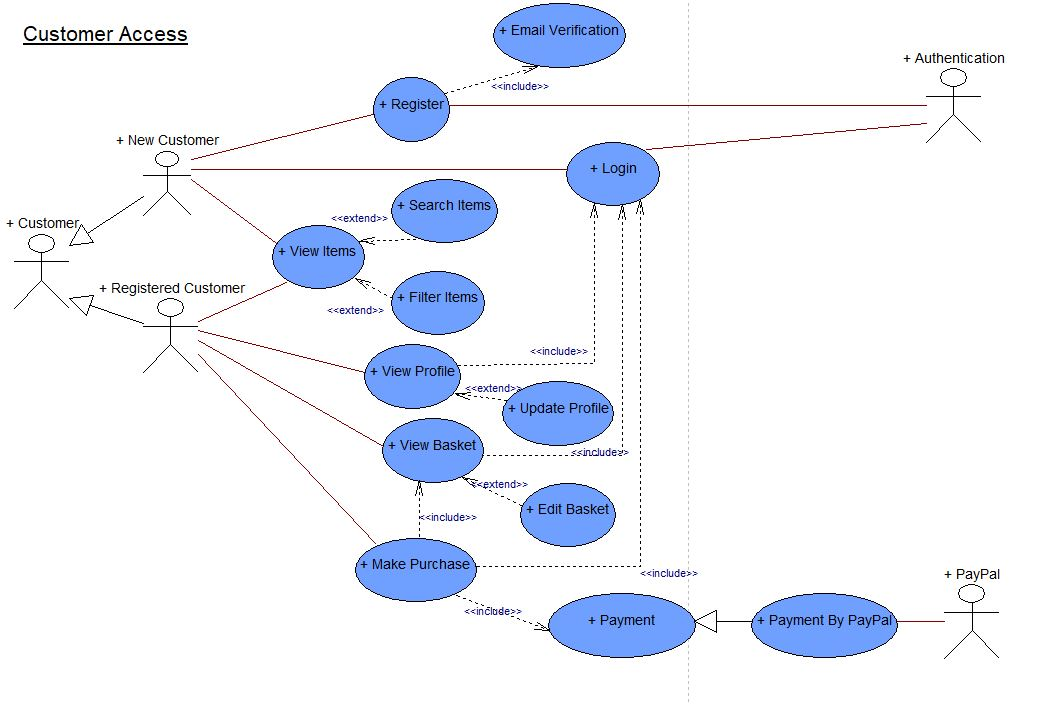 Customer Access
+ Email Verification
+ Authentication
<<include>>
+ Register
+ New Customer
+ Login
+ Search Items
<<extend>>
+ Customer
+ View Items
+ Registered Customer
+ Filter Items
<<extend>>
<<include>>
+ View Profile
<<extend>>
+ Update Profile
+ View Basket
<<include>>
<<extend>>
+ Edit Basket
<<include>>
+ Make Purchase
<<include>>
+ PayPal
<<include>>
+ Payment
+ Payment By PayPal